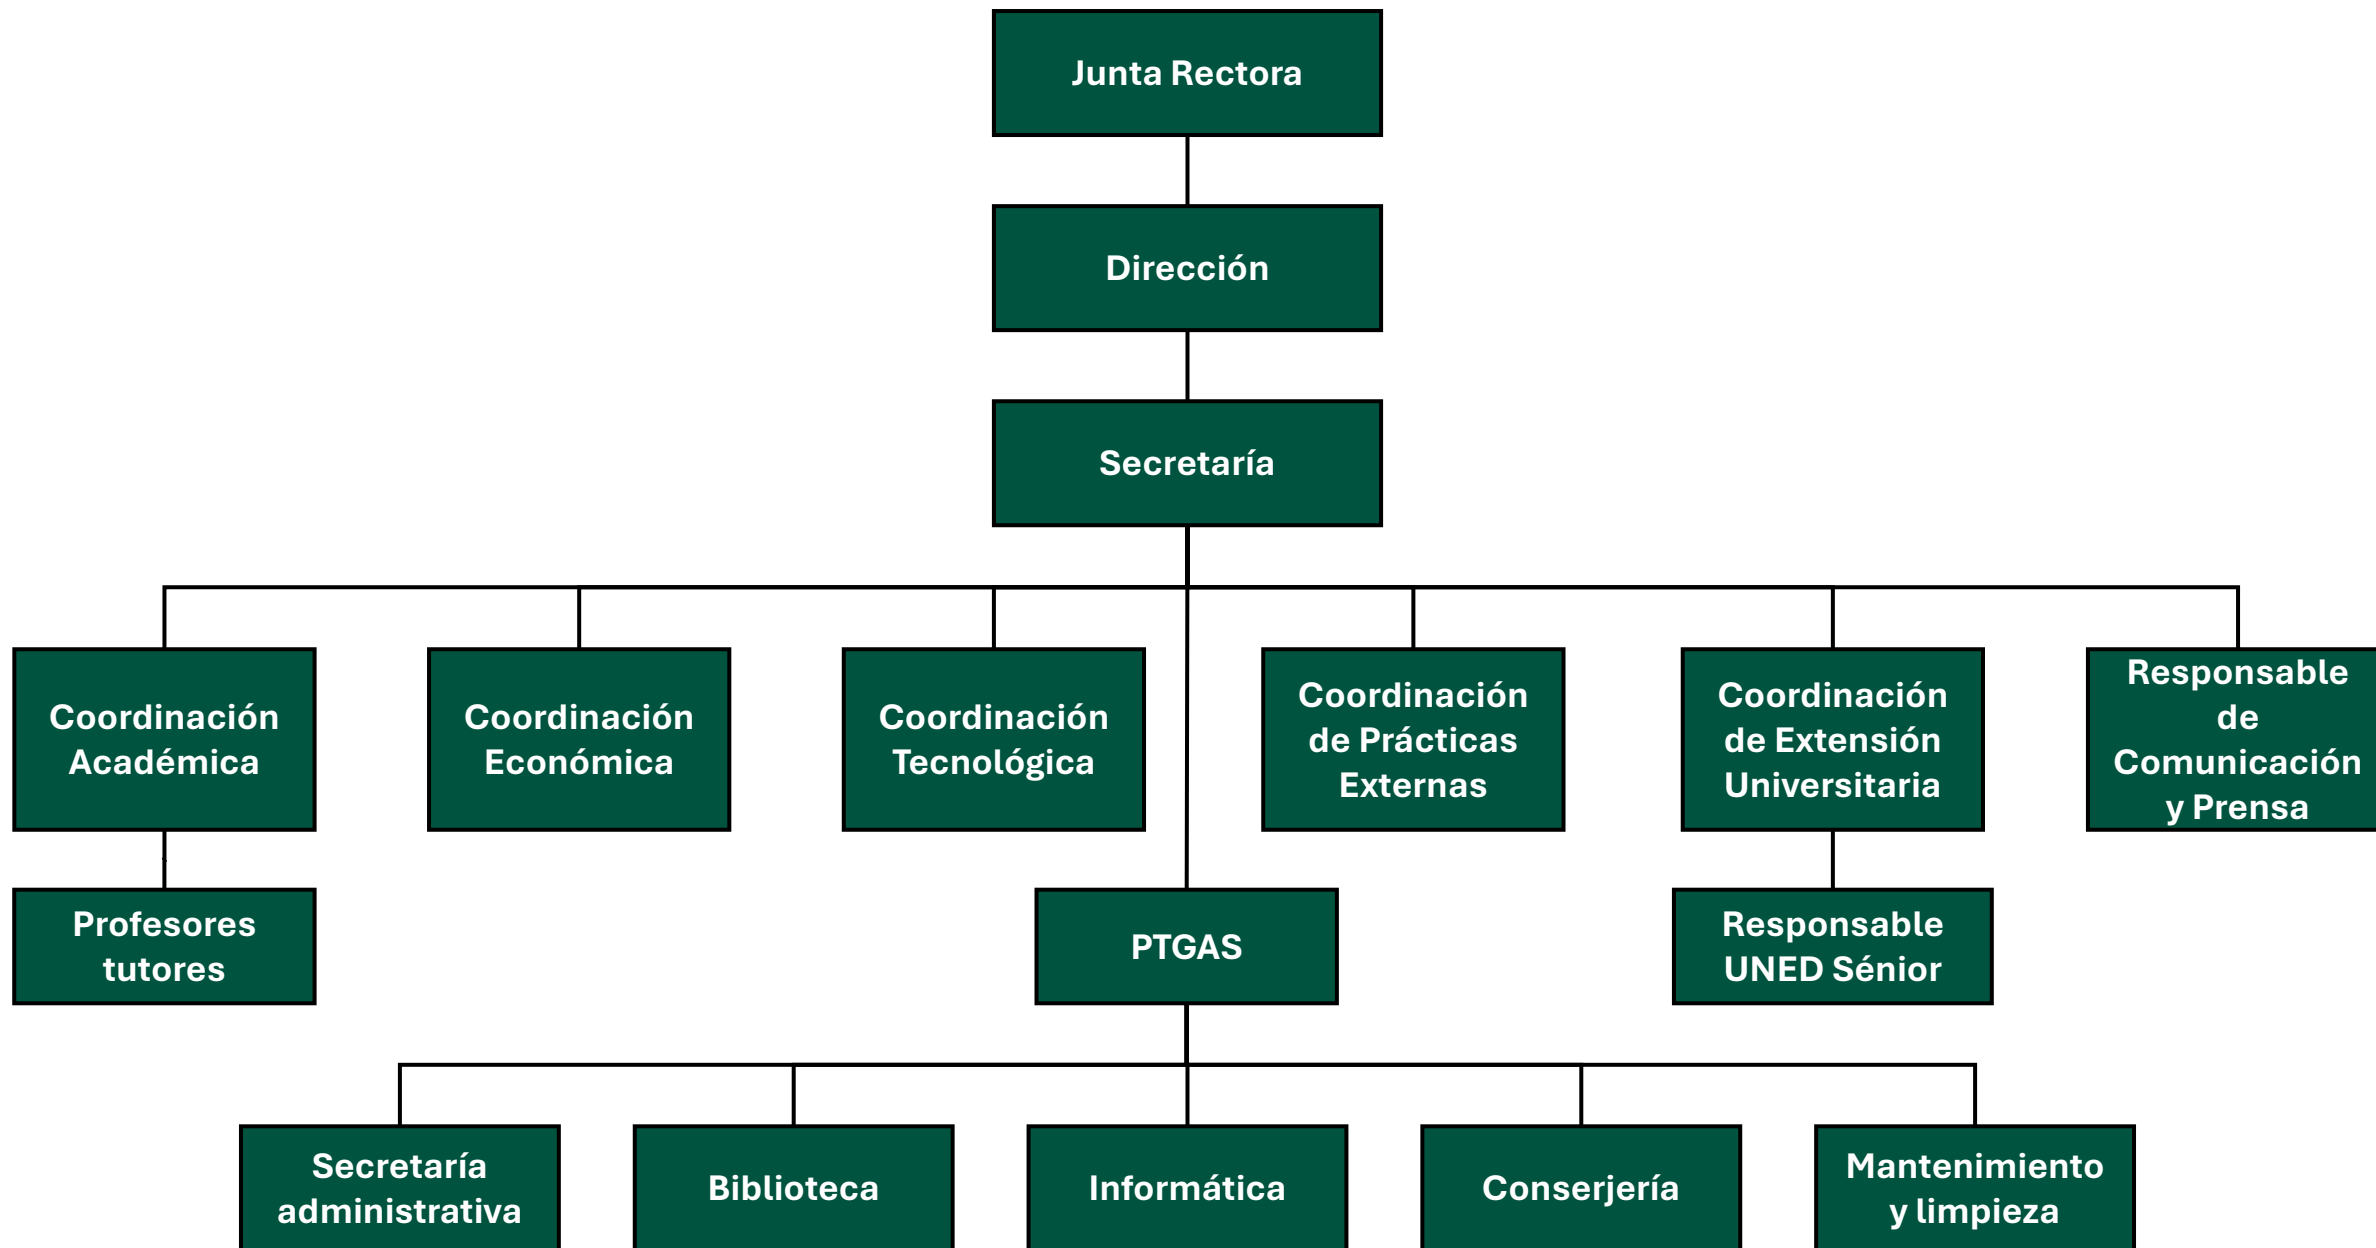 Junta Rectora
Dirección
Secretaría
Coordinación
Académica
Coordinación
Económica
Coordinación
Tecnológica
Coordinación
de Prácticas
Externas
Coordinación
de Extensión
Universitaria
Responsable
de
Comunicación
y Prensa
Profesores
tutores
PTGAS
Responsable
UNED Sénior
Secretaría
administrativa
Biblioteca
Informática
Conserjería
Mantenimiento
y limpieza